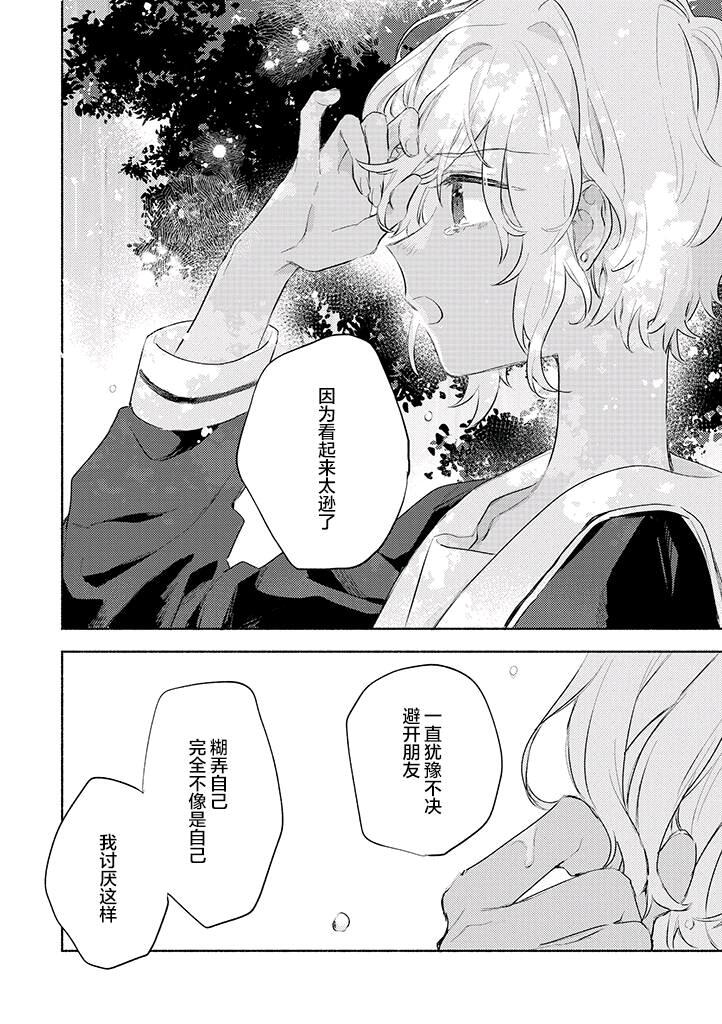 因为看起来太逊了
一直犹豫不决
避开朋友
糊弄自己
完全不像是自己
我讨厌这样